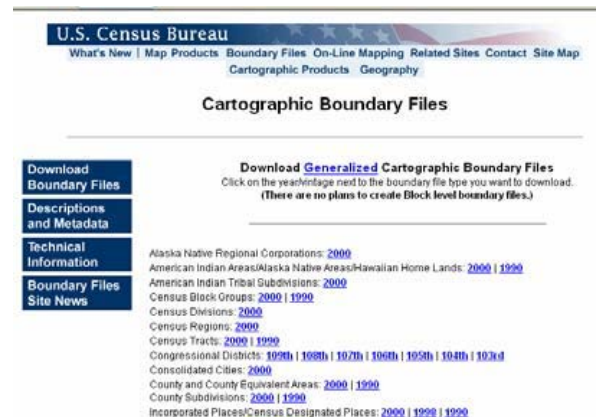 U.S. Census Bureau
What's New | Map Products Boundary Files On-Line Mapping Related Sites Contact Site Map
Cartographic Products Geography
Cartographic Boundary Files
Download
Boundary Files
Descriptions
and Metadata
Technical
Information
Boundary Files
Site News
Download Generalized Cartographic Boundary Files
Click on the year/vintage next to the boundary file type you want to download.
(There are no plans to create Block level boundary files.)
Alaska Native Regional Corporations: 2000
American Indian Areas/Alaska Native Areas/Hawaiian Home Lands: 2000 | 1990
American Indian Tribal Subdivisions: 2000
Census Block Groups: 2000 | 1990
Census Divisions: 2000
Census Regions: 2000
Census Tracts: 2000 | 1990
Congressional Districts: 109th | 108th | 107th | 106th | 105th | 104th | 103rd
Consolidated Cities: 2000
County and County Equivalent Areas: 2000 | 1990
County Subdivisions: 2000 | 1990
Incorporated Places/Census Designated Places: 2000 | 1998 | 1990